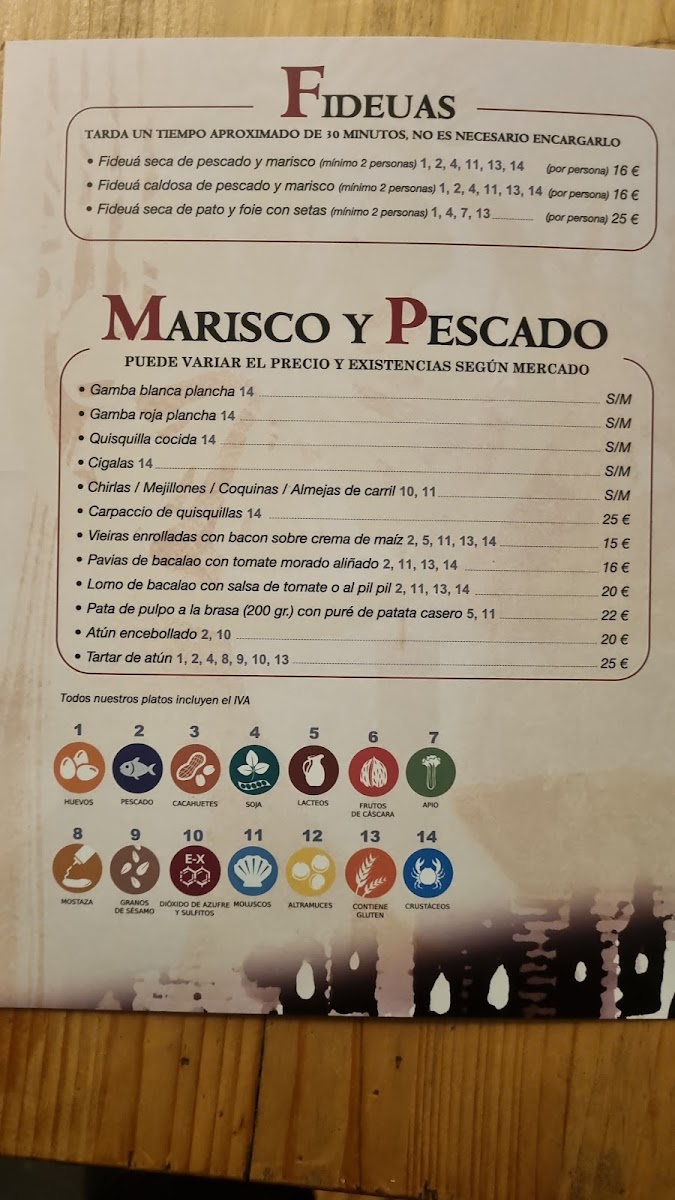 FIDEUAS
TARDA UN TIEMPO APROXIMADO DE 30 MINUTOS, NO ES NECESARIO ENCARGARLO
• Fideuá seca de pescado y marisco (mínimo 2 personas) 1, 2, 4, 11, 13, 14 (por persona) 16 €
• Fideuá caldosa de pescado y marisco (mínimo 2 personas) 1, 2, 4, 11, 13, 14 (por persona) 16 €
• Fideuá seca de pato y foie con setas (mínimo 2 personas) 1, 4, 7, 13 (por persona) 25 €
MARISCO Y PESCADO
PUEDE VARIAR EL PRECIO Y EXISTENCIAS SEGÚN MERCADO
• Gamba blanca plancha 14 S/M
• Gamba roja plancha 14 S/M
• Quisquilla cocida 14 S/M
• Cigalas 14 S/M
• Chirlas / Mejillones / Coquinas / Almejas de carril 10, 11 S/M
• Carpaccio de quisquillas 14 25 €
• Vieiras enrolladas con bacon sobre crema de maíz 2, 5, 11, 13, 14 15 €
• Pavias de bacalao con tomate morado aliñado 2, 11, 13, 14 16 €
• Lomo de bacalao con salsa de tomate o al pil pil 2, 11, 13, 14 20 €
• Pata de pulpo a la brasa (200 gr.) con puré de patata casero 5, 11 22 €
• Atún encebollado 2, 10 20 €
• Tartar de atún 1, 2, 4, 8, 9, 10, 13 25 €
Todos nuestros platos incluyen el IVA
1 2 3 4 5 6 7
HUEVOS PESCADO CACAHUETES SOJA LACTEOS FRUTOS DE CÁSCARA APIO
8 9 10 11 12 13 14
E-X
MOSTAZA GRANOS DE SÉSAMO DIÓXIDO DE AZUFRE Y SULFITOS MOLUSCOS ALTRAMUCES CONTIENE GLUTEN CRUSTÁCEOS